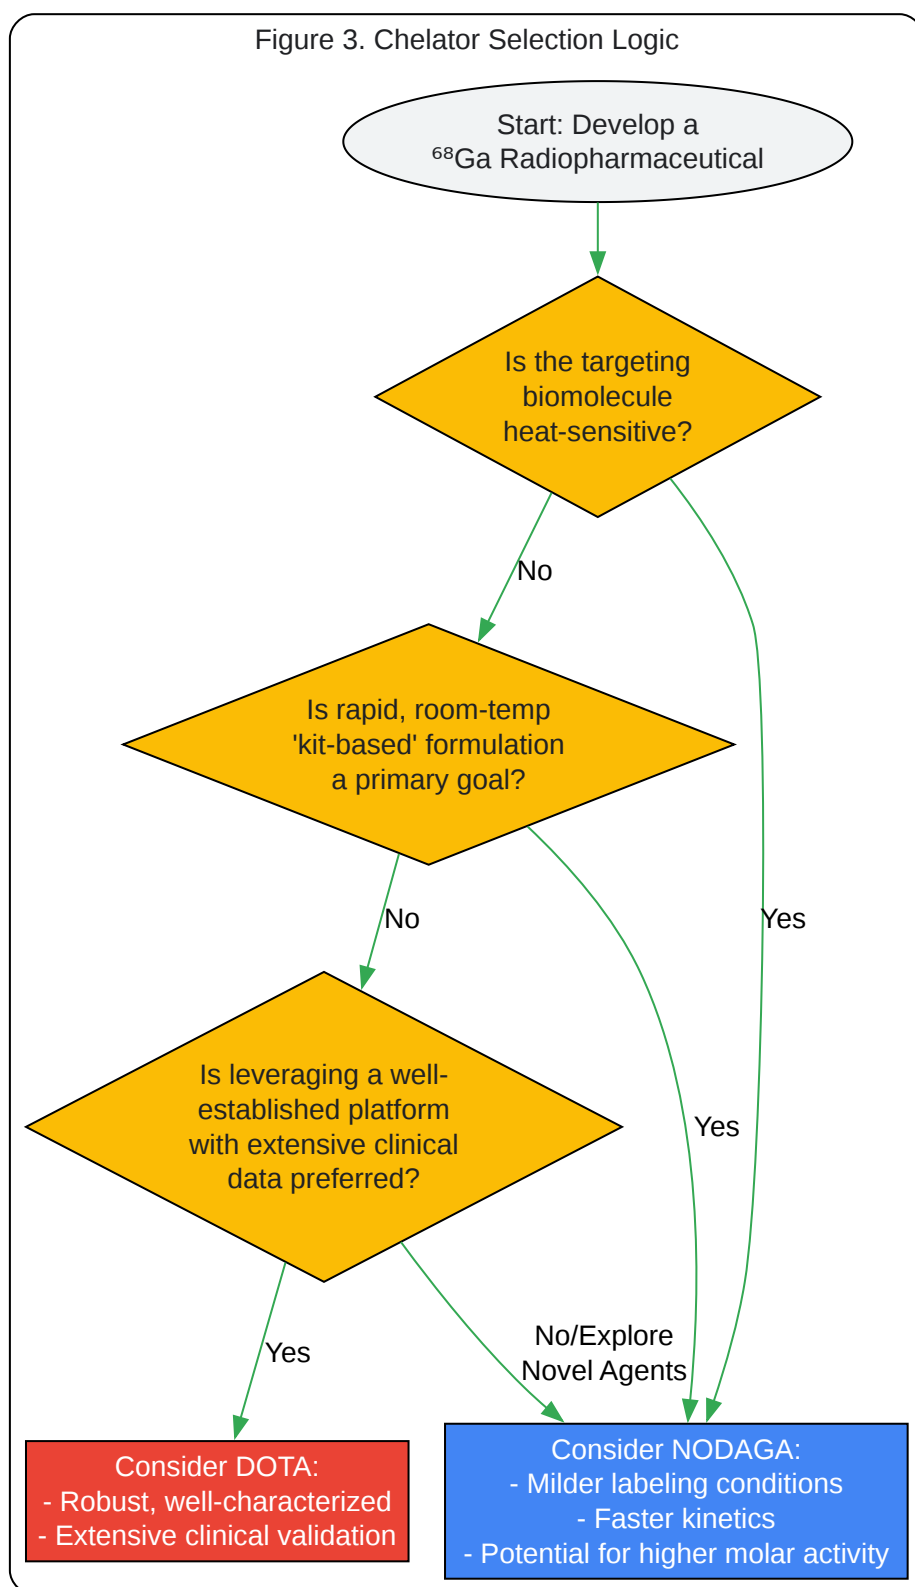 Figure 3. Chelator Selection Logic
Start: Develop a
⁶⁸Ga Radiopharmaceutical
Is the targeting
biomolecule
heat-sensitive?
No
Is rapid, room-temp
'kit-based' formulation
a primary goal?
No
Yes
Is leveraging a well-
established platform
with extensive clinical
data preferred?
Yes
Yes
No/Explore
Novel Agents
Consider DOTA:
- Robust, well-characterized
- Extensive clinical validation
Consider NODAGA:
- Milder labeling conditions
- Faster kinetics
- Potential for higher molar activity